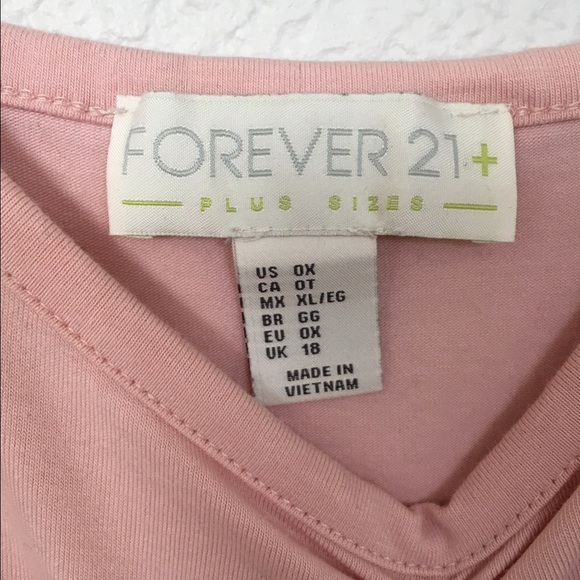 FOREVER 21+
PLUS SIZES
US 0X
CA 0T
MX XL/EG
BR GG
EU 0X
UK 18
MADE IN
VIETNAM